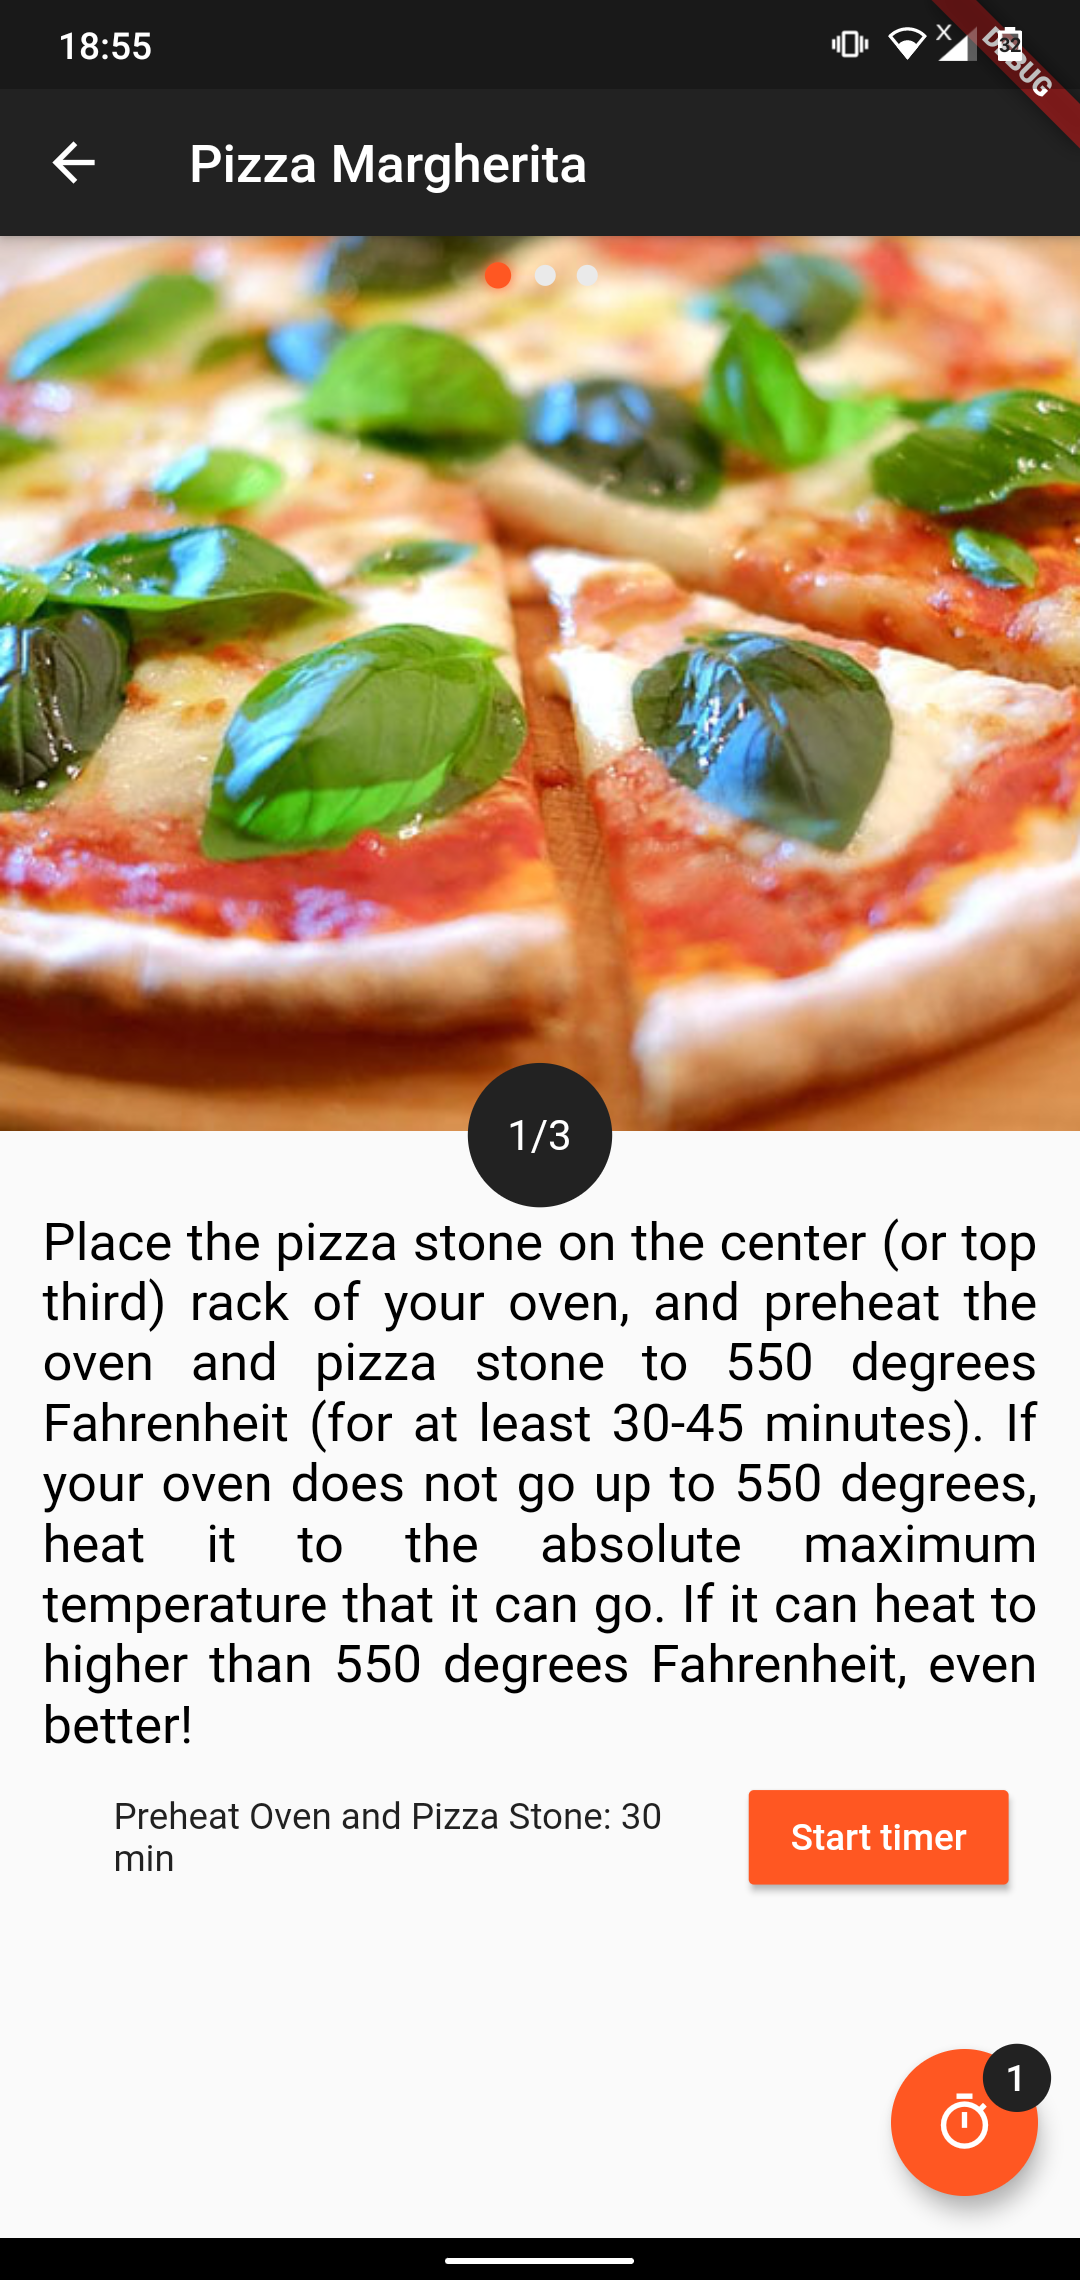 18:55
32
DEBUG
Pizza Margherita
1/3
Place the pizza stone on the center (or top
third) rack of your oven, and preheat the
oven and pizza stone to 550 degrees
Fahrenheit (for at least 30-45 minutes). If
your oven does not go up to 550 degrees,
heat it to the absolute maximum
temperature that it can go. If it can heat to
higher than 550 degrees Fahrenheit, even
better!
Preheat Oven and Pizza Stone: 30
min
Start timer
1